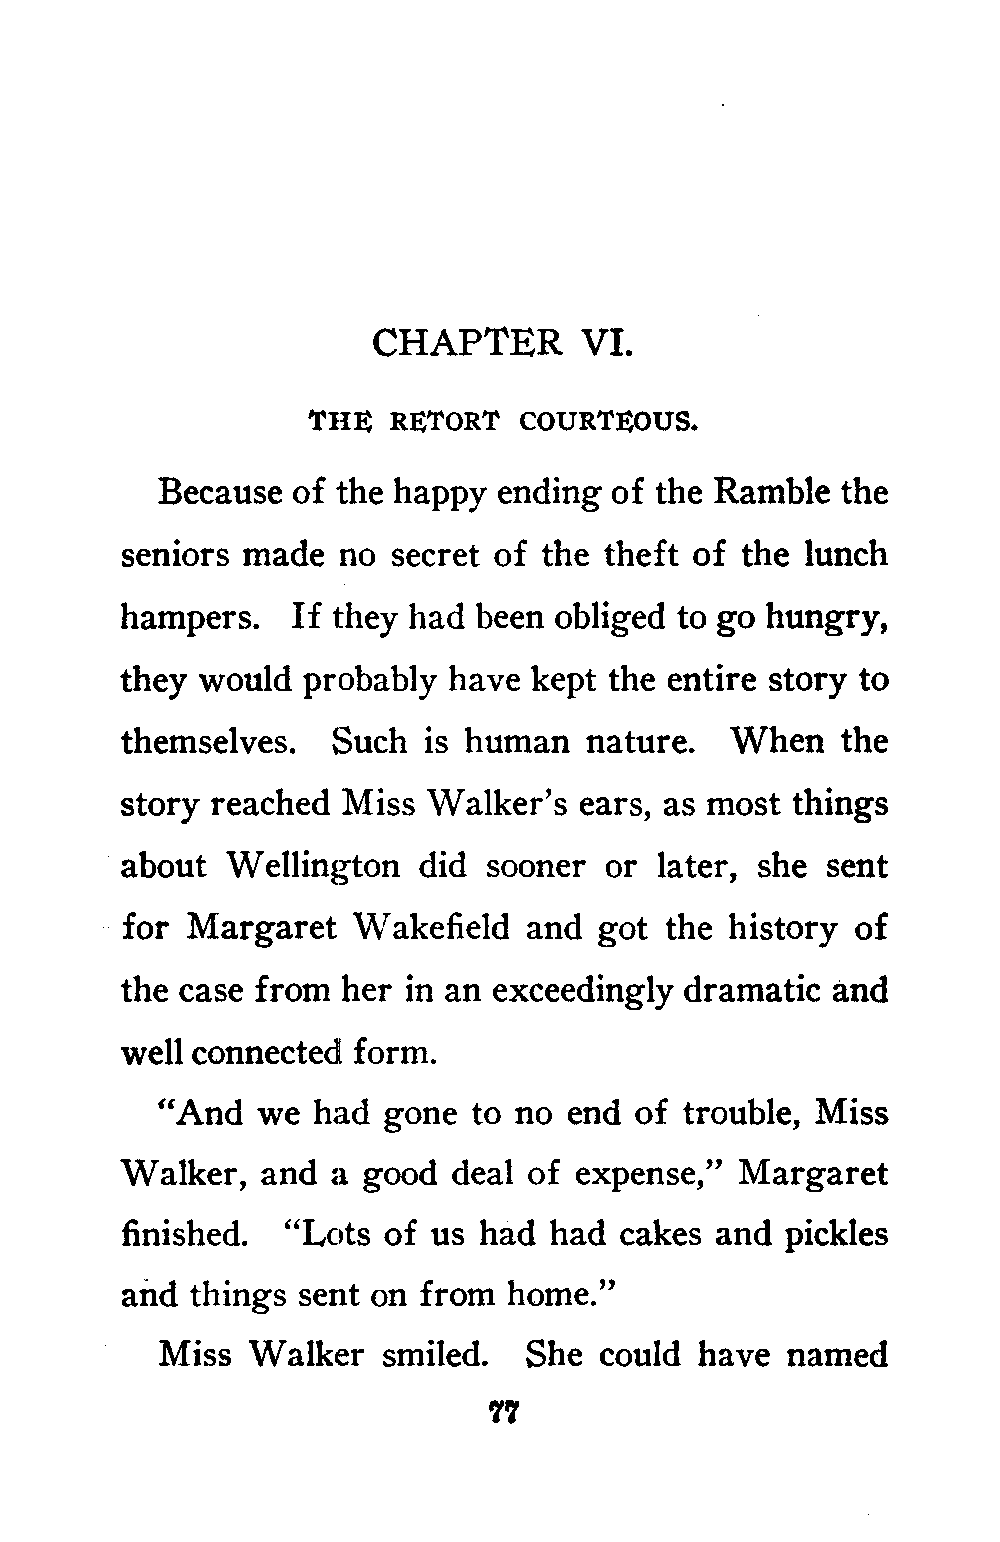 CHAPTER VI.
THE RETORT COURTEOUS.
Because of the happy ending of the Ramble the
seniors made no secret of the theft of the lunch
hampers. If they had been obliged to go hungry,
they would probably have kept the entire story to
themselves. Such is human nature. When the
story reached Miss Walker's ears, as most things
about Wellington did sooner or later, she sent
for Margaret Wakefield and got the history of
the case from her in an exceedingly dramatic and
well connected form.
“And we had gone to no end of trouble, Miss
Walker, and a good deal of expense,” Margaret
finished. “Lots of us had had cakes and pickles
and things sent on from home.”
Miss Walker smiled. She could have named
77